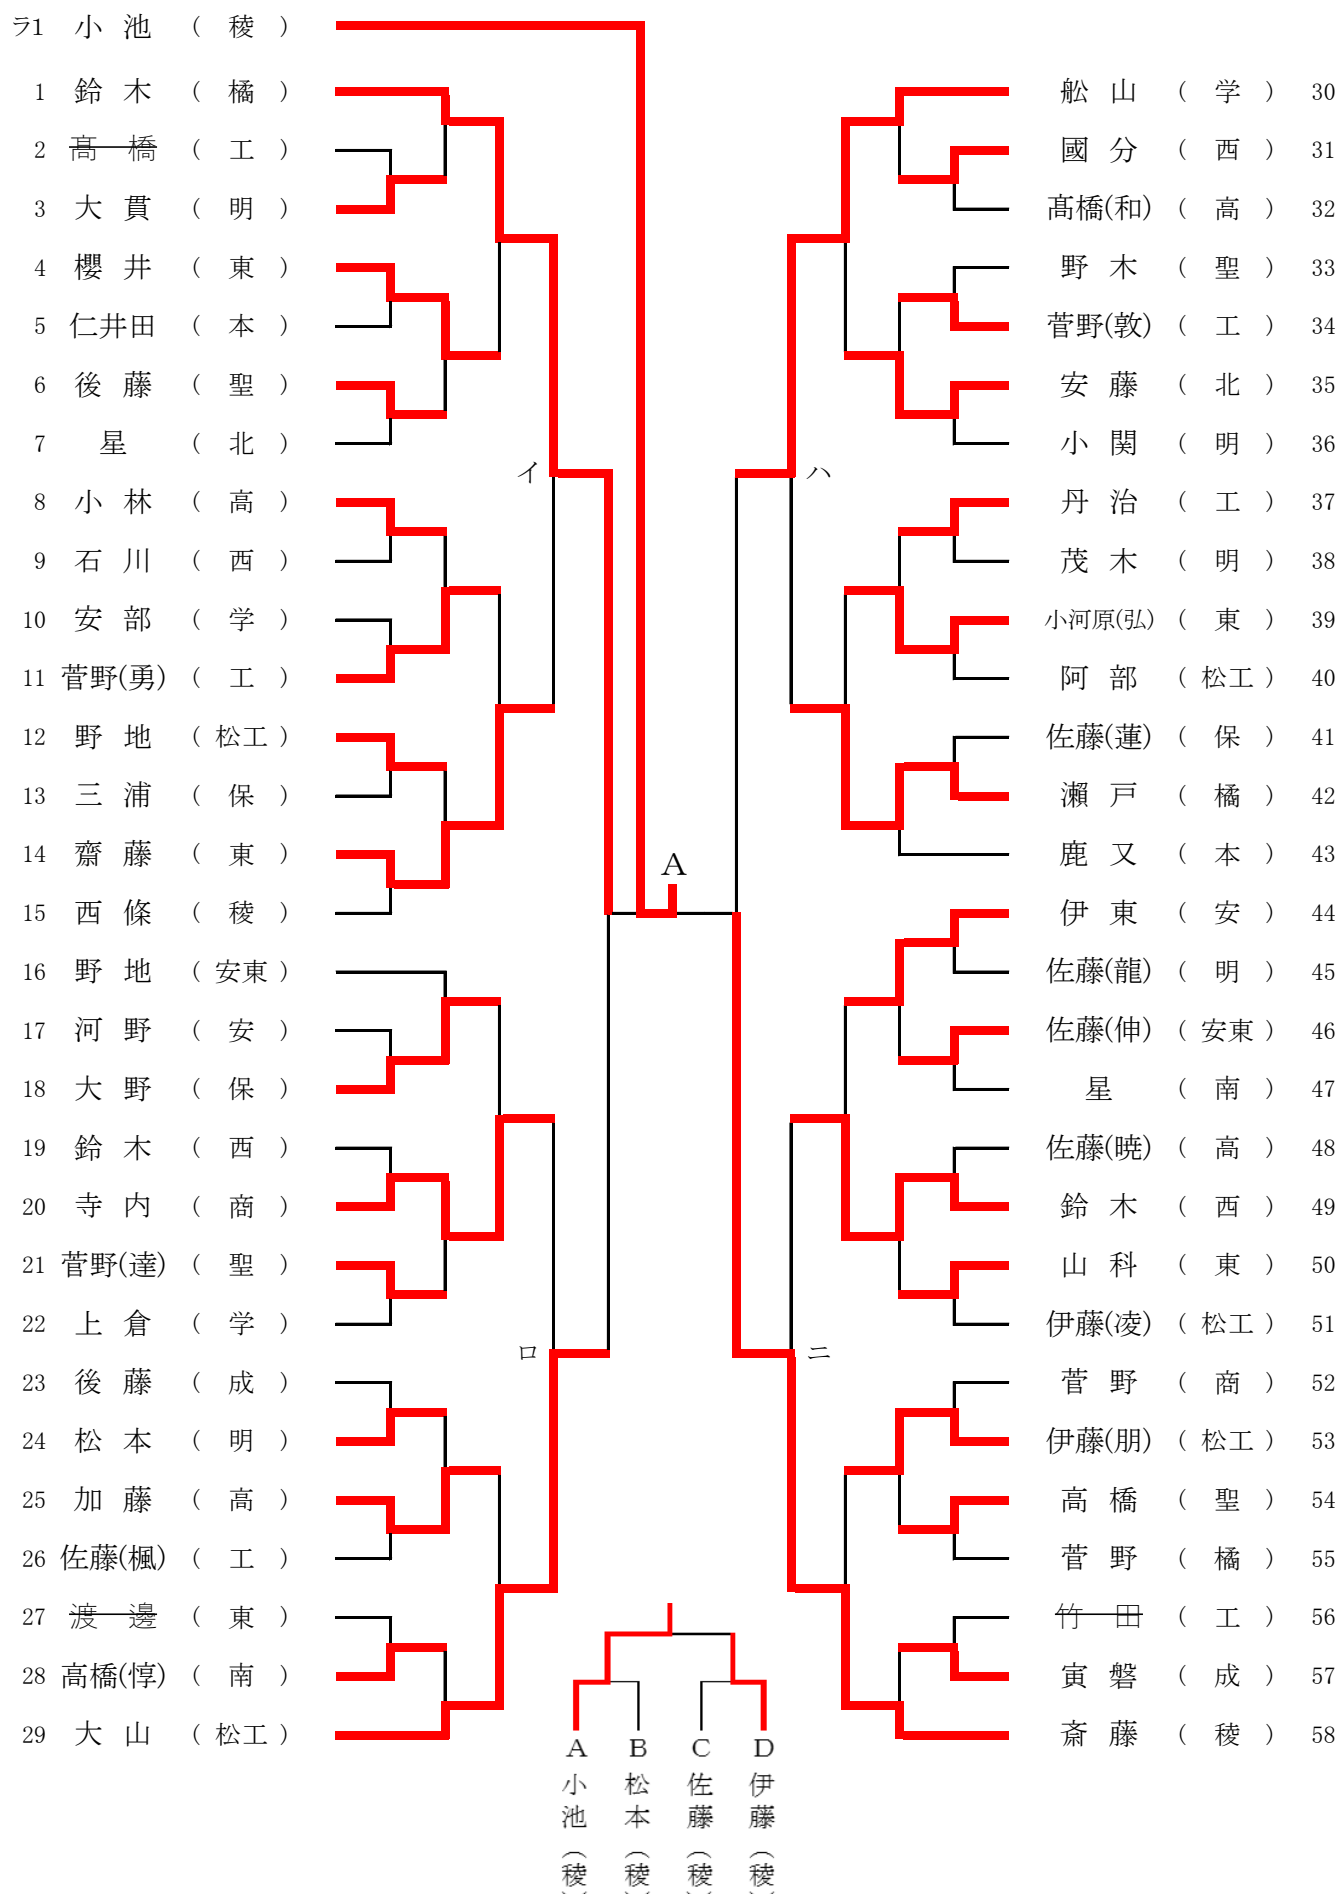 ラ1 小池 （ 稜 ）
1 鈴木 （ 橘 ）
2 髙橋 （ 工 ）
3 大貫 （ 明 ）
4 櫻井 （ 東 ）
5 仁井田 （ 本 ）
6 後藤 （ 聖 ）
7 星 （ 北 ）
8 小林 （ 高 ）
9 石川 （ 西 ）
10 安部 （ 学 ）
11 菅野(勇) （ 工 ）
12 野地 （ 松工 ）
13 三浦 （ 保 ）
14 齋藤 （ 東 ）
15 西條 （ 稜 ）
16 野地 （ 安東 ）
17 河野 （ 安 ）
18 大野 （ 保 ）
19 鈴木 （ 西 ）
20 寺内 （ 商 ）
21 菅野(達) （ 聖 ）
22 上倉 （ 学 ）
23 後藤 （ 成 ）
24 松本 （ 明 ）
25 加藤 （ 高 ）
26 佐藤(楓) （ 工 ）
27 渡邊 （ 東 ）
28 高橋(惇) （ 南 ）
29 大山 （ 松工 ）
イ
ロ
A
ハ
ニ
舩山 （ 学 ） 30
國分 （ 西 ） 31
髙橋(和) （ 高 ） 32
野木 （ 聖 ） 33
菅野(敦) （ 工 ） 34
安藤 （ 北 ） 35
小関 （ 明 ） 36
丹治 （ 工 ） 37
茂木 （ 明 ） 38
小河原(弘) （ 東 ） 39
阿部 （ 松工 ） 40
佐藤(蓮) （ 保 ） 41
瀬戸 （ 橘 ） 42
鹿又 （ 本 ） 43
伊東 （ 安 ） 44
佐藤(龍) （ 明 ） 45
佐藤(伸) （ 安東 ） 46
星 （ 南 ） 47
佐藤(暁) （ 高 ） 48
鈴木 （ 西 ） 49
山科 （ 東 ） 50
伊藤(凌) （ 松工 ） 51
菅野 （ 商 ） 52
伊藤(朋) （ 松工 ） 53
高橋 （ 聖 ） 54
菅野 （ 橘 ） 55
竹田 （ 工 ） 56
寅磐 （ 成 ） 57
斎藤 （ 稜 ） 58
A 小池（稜）
B 松本（稜）
C 佐藤（稜）
D 伊藤（稜）